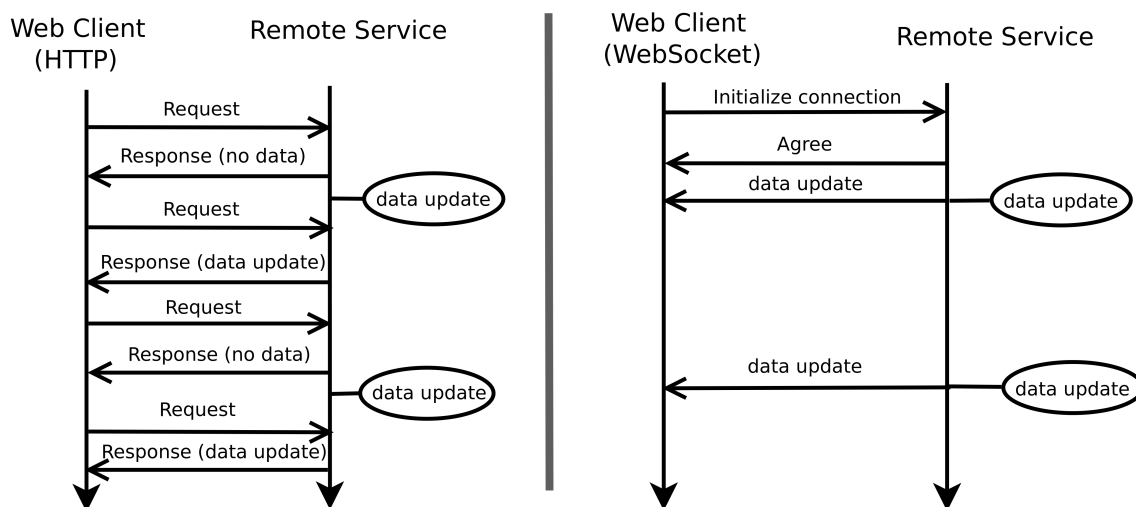 Web Client
(HTTP)
Remote Service
Request
Response (no data)
data update
Request
Response (data update)
Request
Response (no data)
data update
Request
Response (data update)
Web Client
(WebSocket)
Remote Service
Initialize connection
Agree
data update
data update
data update
data update